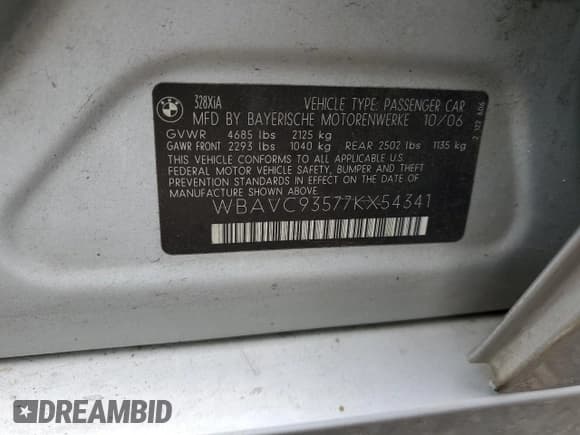 BMW
328XiA
VEHICLE TYPE: PASSENGER CAR
MFD BY BAYERISCHE MOTORENWERKE 10/06
GVWR 4685 lbs 2125 kg
GAWR FRONT 2293 lbs 1040 kg REAR 2502 lbs 1135 kg
THIS VEHICLE CONFORMS TO ALL APPLICABLE U.S.
FEDERAL MOTOR VEHICLE SAFETY, BUMPER AND THEFT
PREVENTION STANDARDS IN EFFECT ON THE DATE OF
MANUFACTURE SHOWN ABOVE.
WBAVC93577KX54341
DREAMBID